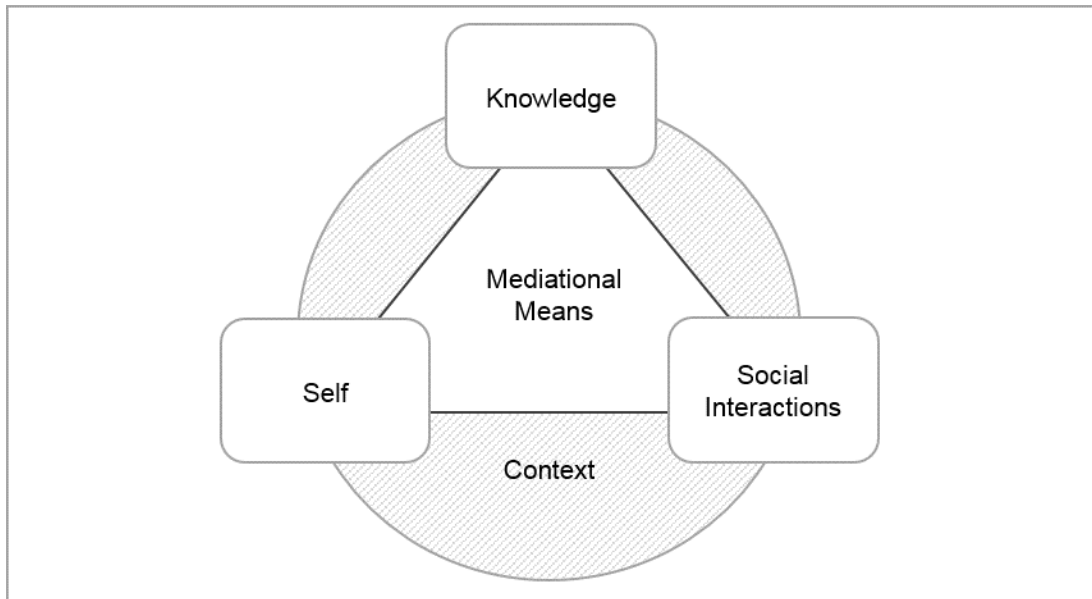 Knowledge
Mediational
Means
Self
Social
Interactions
Context